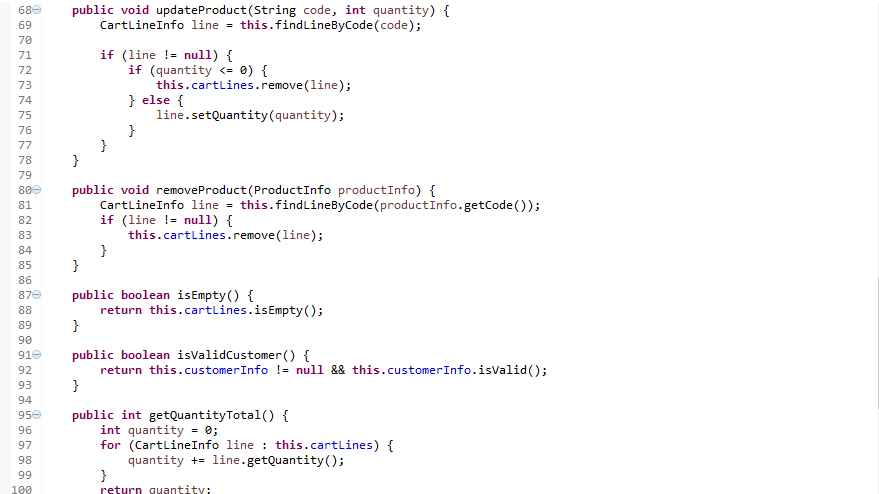 68 public void updateProduct(String code, int quantity) {
69 CartLineInfo line = this.findLineByCode(code);
70
71 if (line != null) {
72 if (quantity <= 0) {
73 this.cartLines.remove(line);
74 } else {
75 line.setQuantity(quantity);
76 }
77 }
78 }
79
80 public void removeProduct(ProductInfo productInfo) {
81 CartLineInfo line = this.findLineByCode(productInfo.getCode());
82 if (line != null) {
83 this.cartLines.remove(line);
84 }
85 }
86
87 public boolean isEmpty() {
88 return this.cartLines.isEmpty();
89 }
90
91 public boolean isValidCustomer() {
92 return this.customerInfo != null && this.customerInfo.isValid();
93 }
94
95 public int getQuantityTotal() {
96 int quantity = 0;
97 for (CartLineInfo line : this.cartLines) {
98 quantity += line.getQuantity();
99 }
100 return quantity;